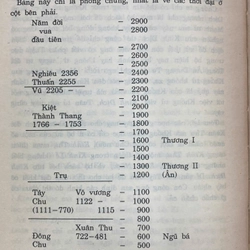 Bảng này chỉ là phỏng chừng, nhất là về các thời đại ở
cột bên phải.
Năm đời – 2900
vua – 2800
đầu tiên
– 2700
– 2600
– 2500
Nghiêu 2356 – 2400
Thuấn 2255 – 2300
Vũ 2205 – – 2200
– 2100
Kiệt – 2000
Thành Thang – 1900
1766 – 1753 – 1800
– 1700
– 1600 Thương I
– 1500
– 1400
– 1300 Thương II
Trụ – 1200 (Ân)
Tây Võ vương – 1100
Chu 1122 – – 1000
(1111–770) 1115 – 900
– 800
Xuân Thu – 700
Đông 722–481 – 600 Ngũ bá
Chu – 500